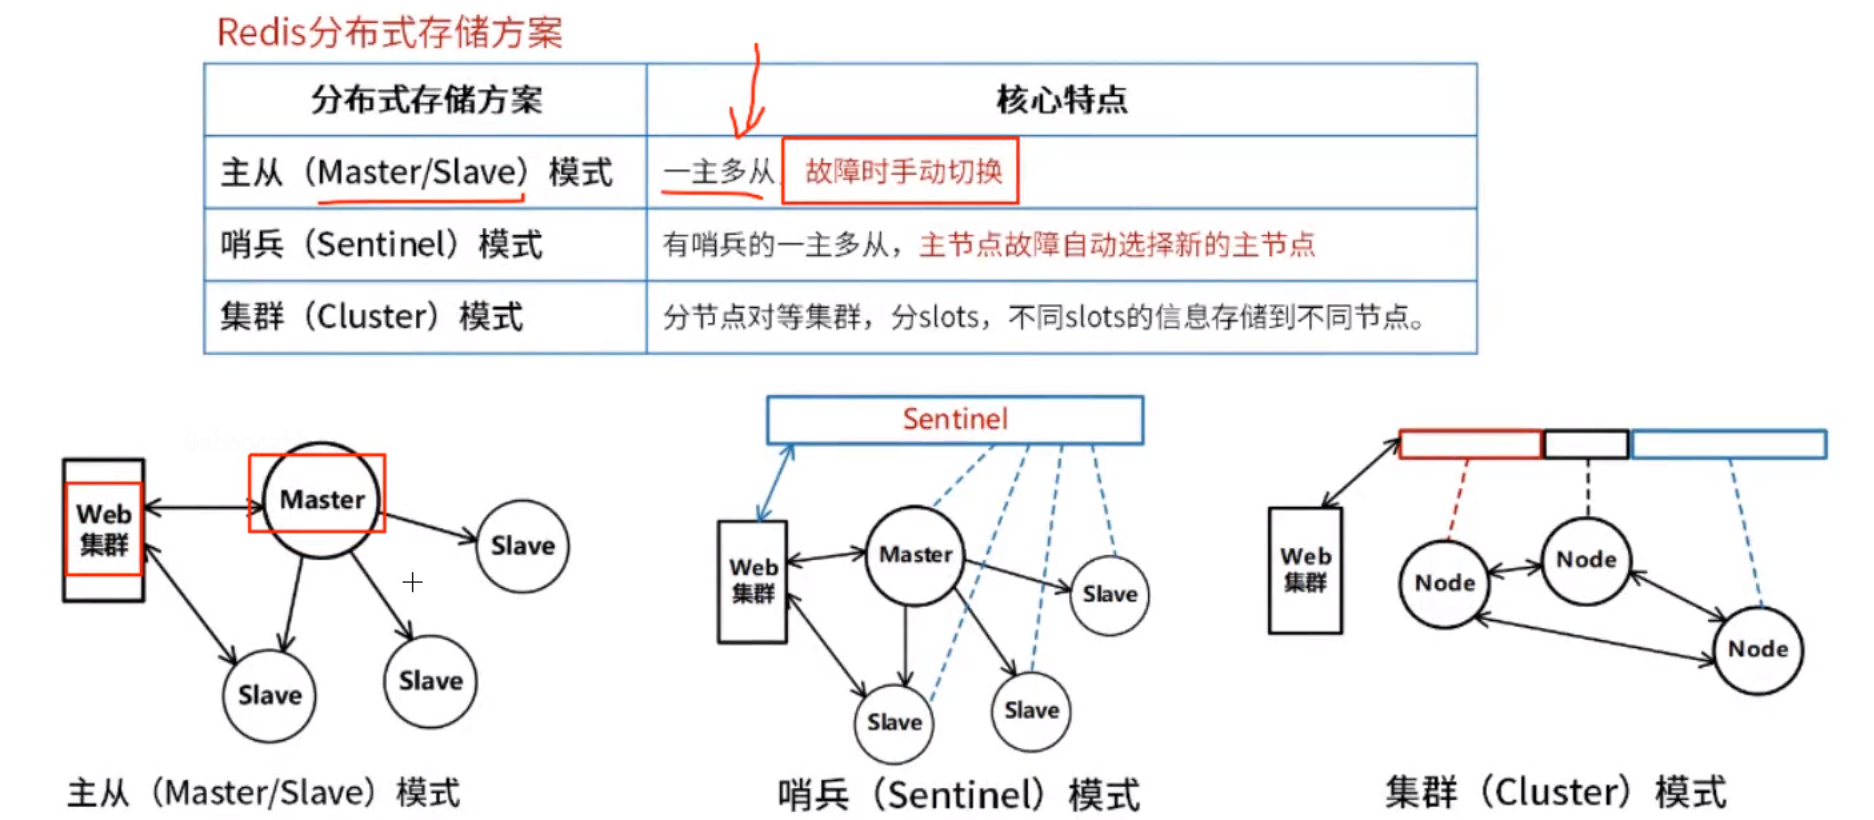 Redis分布式存储方案
分布式存储方案 核心特点
主从（Master/Slave）模式 一主多从 故障时手动切换
哨兵（Sentinel）模式 有哨兵的一主多从，主节点故障自动选择新的主节点
集群（Cluster）模式 分节点对等集群，分slots，不同slots的信息存储到不同节点。
Web
集群
Master
Slave
Slave
Slave
主从（Master/Slave）模式
Sentinel
Web
集群
Master
Slave
Slave
Slave
哨兵（Sentinel）模式
Web
集群
Node
Node
Node
集群（Cluster）模式